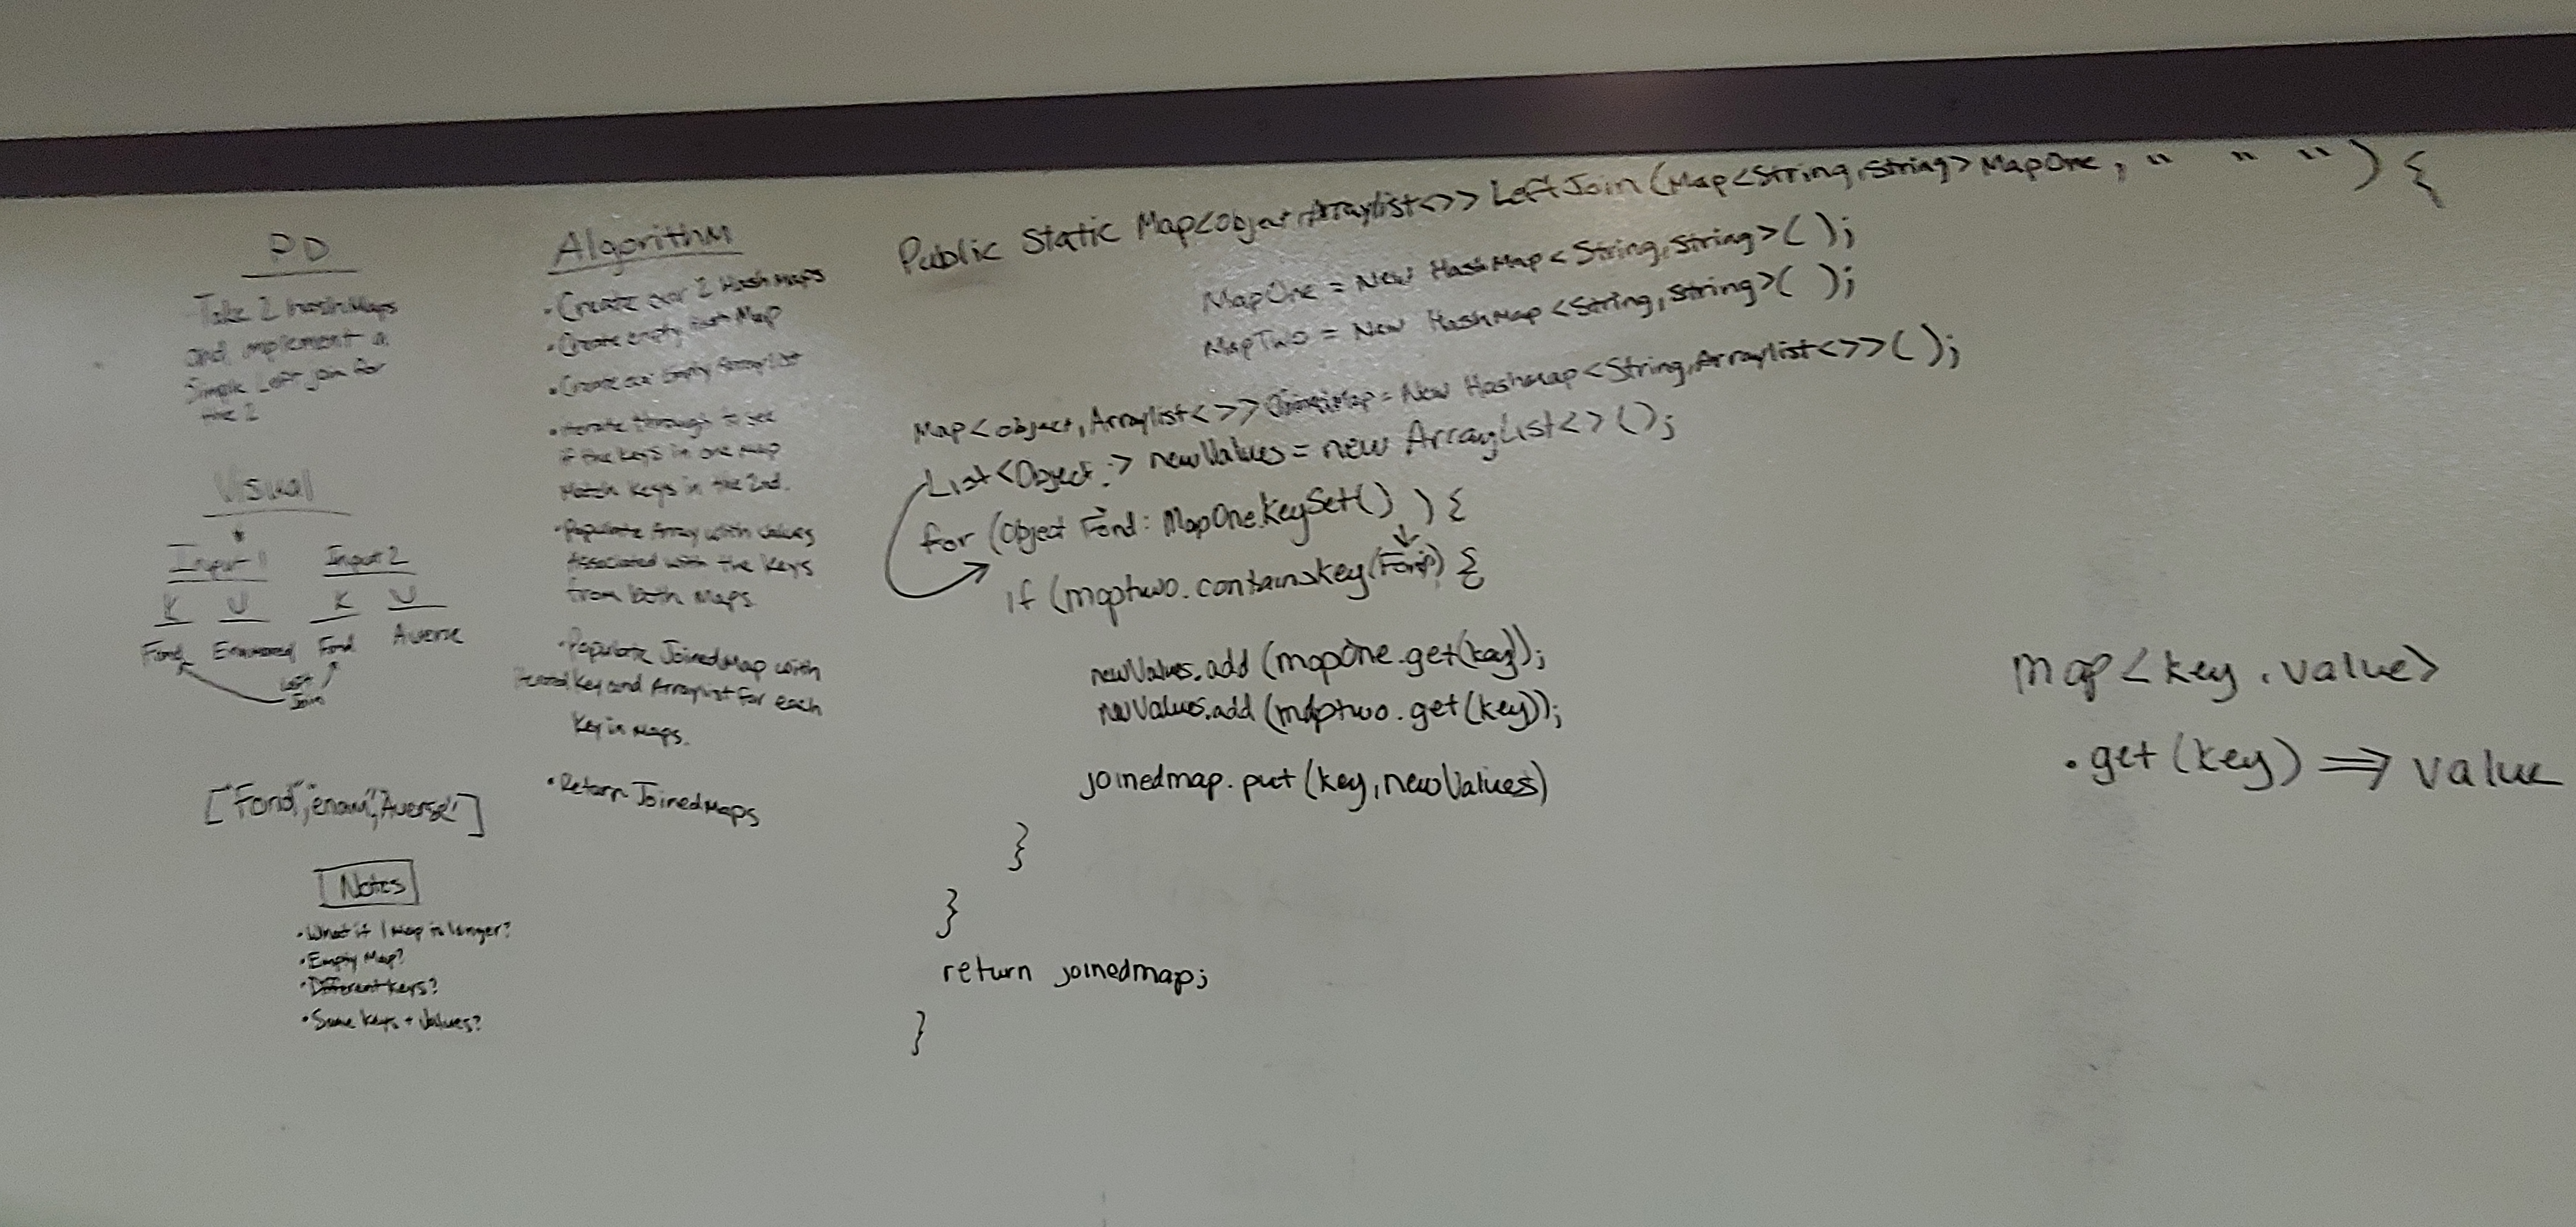 PD
Take 2 hashMaps
and implement a
Simple Left join for
the 2
Visual
Input 1 Input 2
K V K V
Fond Enamored Fond Averse
Left
Join
["Fond","enam","Averse"]
Notes
• What if 1 Map is longer?
• Empty Map?
• Different keys?
• Same keys + Values?
Algorithm
• Create our 2 HashMaps
• Create empty Map
• Create our Empty Arraylist
• iterate through to see
if the keys in one map
Match keys in the 2nd.
• Populate Array with values
Associated with the keys
from both Maps
• Populate JoinedMap with
key and Arraylist for each
key in maps.
• Return JoinedMaps
Public Static Map<object,Arraylist<>> LeftJoin (Map<String,String> MapOne, " " ") {
MapOne = New HashMap<String,String>( );
MapTwo = New HashMap<String,String>( );
Map<object,Arraylist<>> JoinedMap = New HashMap<String,Arraylist<>>( );
List<Object> newValues = new ArrayList<>();
for (Object Fond : MapOne.KeySet() ) {
if (maptwo.containskey(Fond) {
newValues.add (mapOne.get(key));
newValues.add (maptwo.get(key));
joinedmap.put (key, newValues)
}
}
return joinedmap;
}
map<key, value>
.get(key) ⇒ value